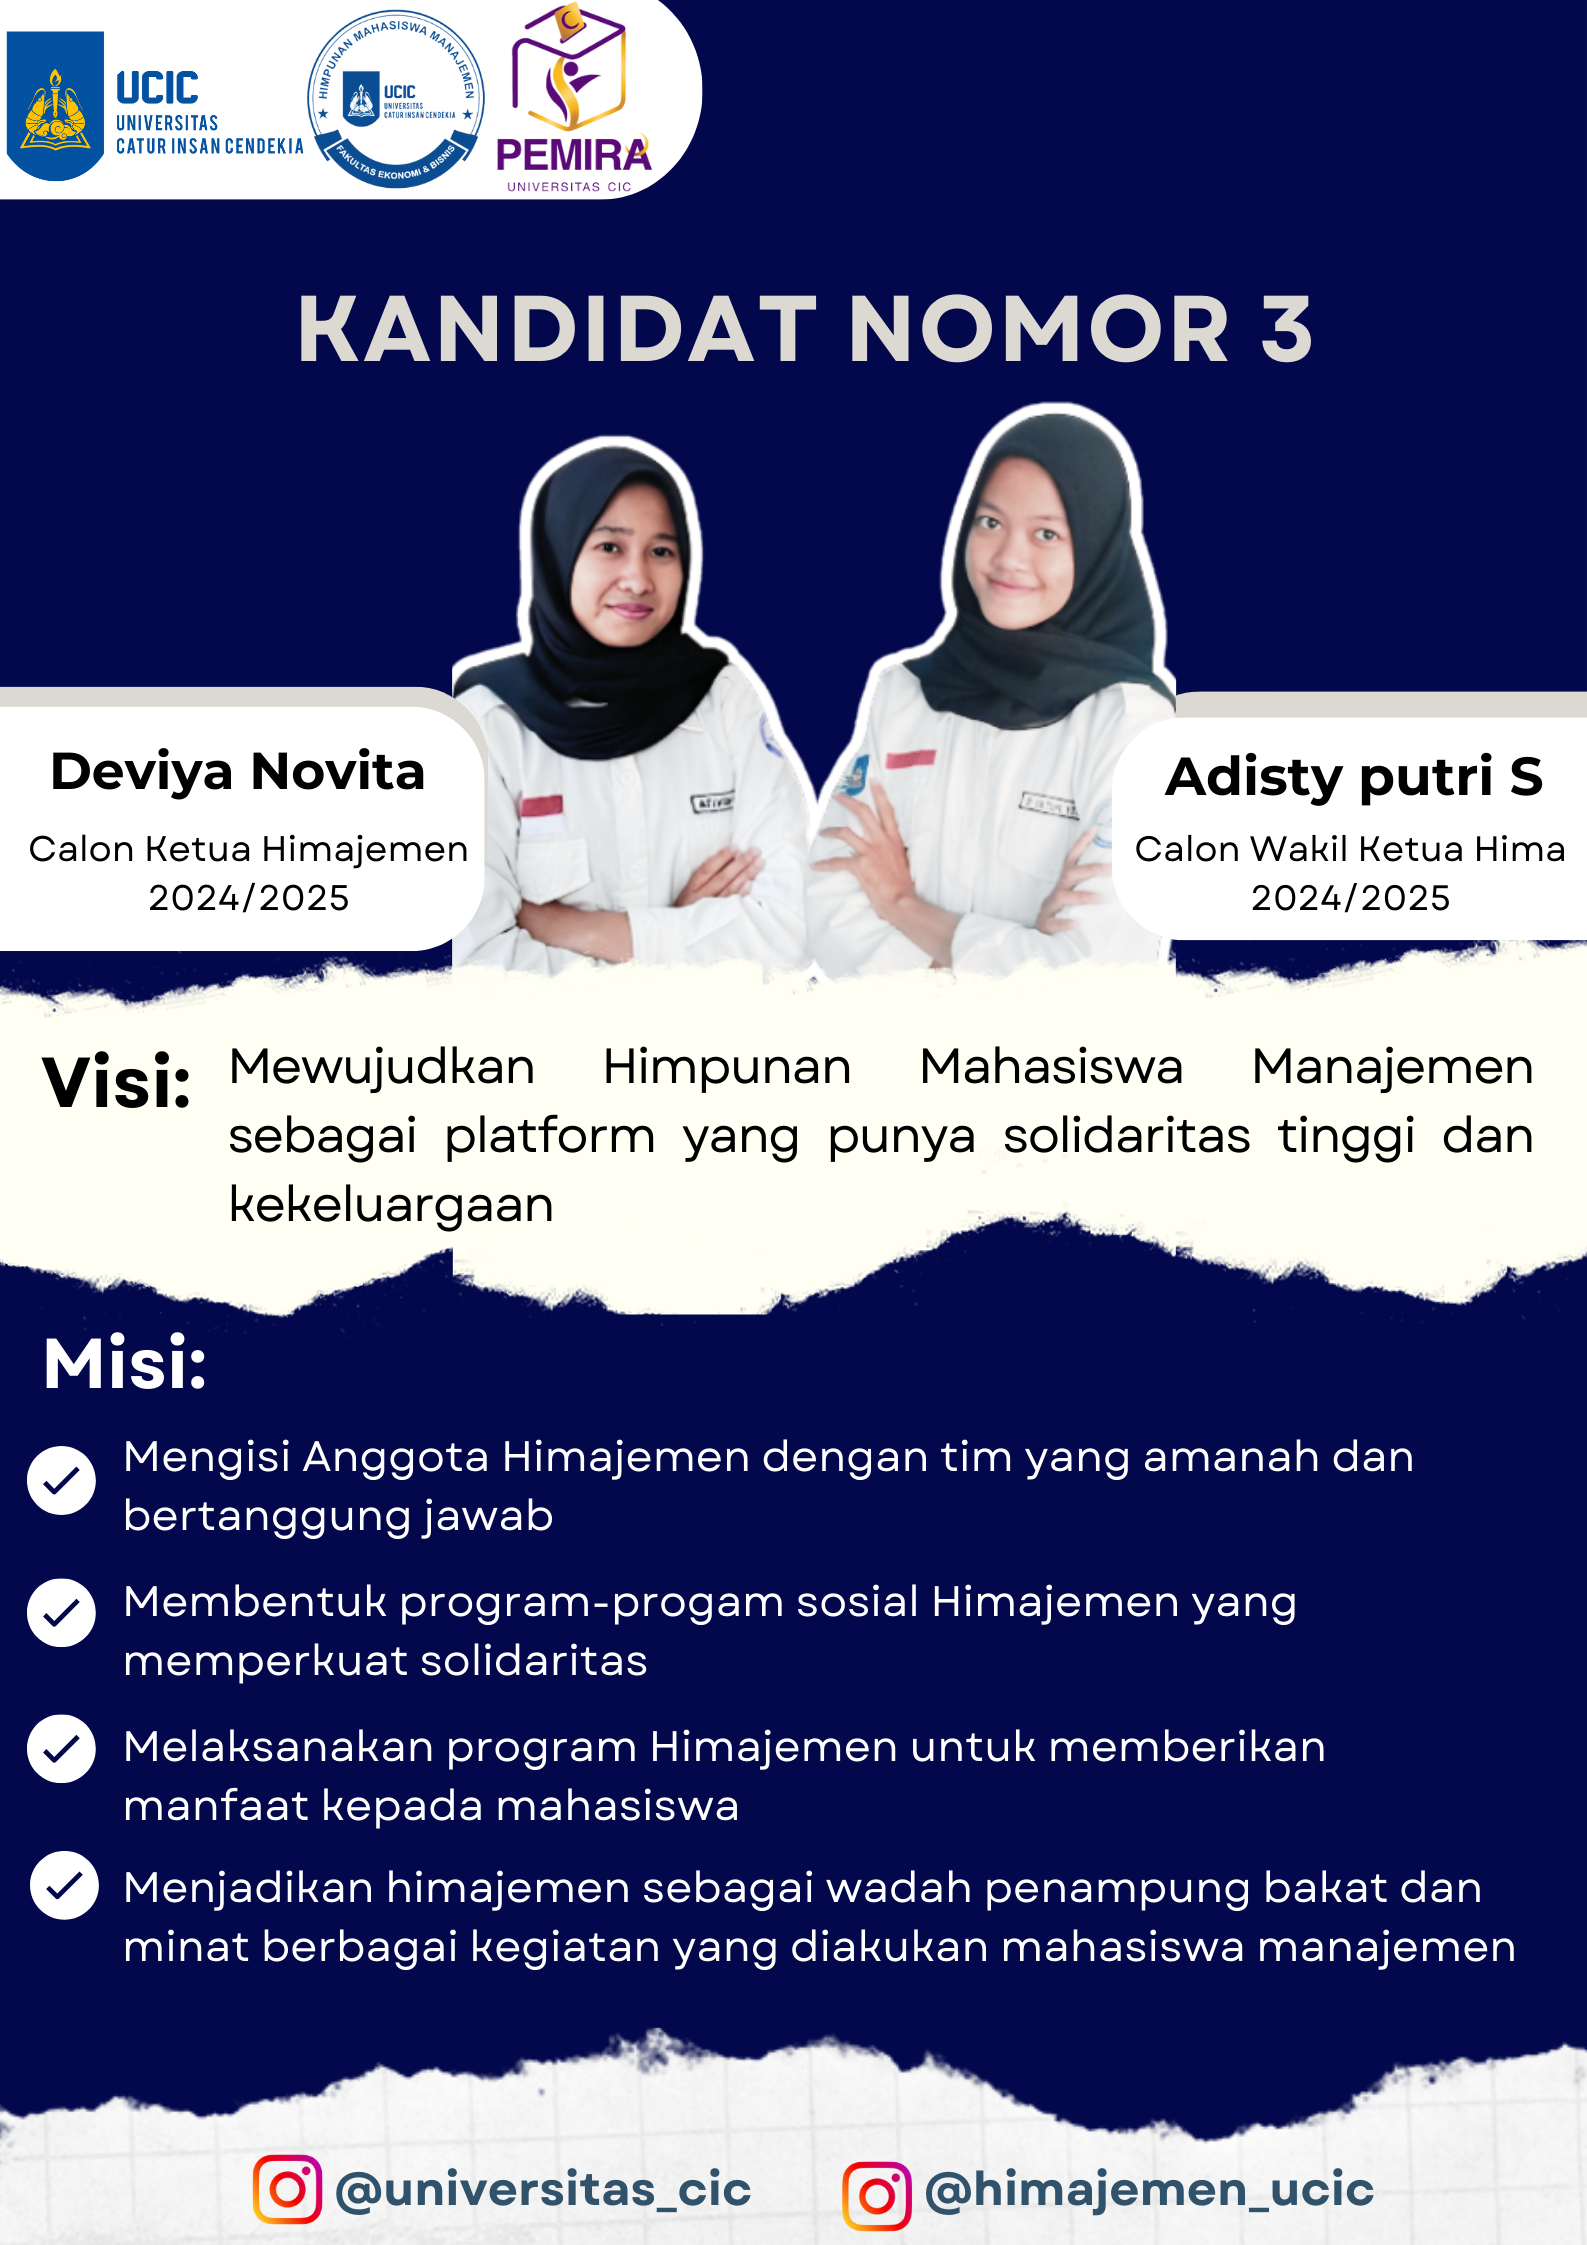 UCIC
UNIVERSITAS
CATUR INSAN CENDEKIA
HIMPUNAN MAHASISWA MANAJEMEN
UCIC
UNIVERSITAS
CATUR INSAN CENDEKIA
FAKULTAS EKONOMI & BISNIS
PEMIRA
UNIVERSITAS CIC
KANDIDAT NOMOR 3
Deviya Novita
Calon Ketua Himajemen
2024/2025
Adisty putri S
Calon Wakil Ketua Hima
2024/2025
Visi:
Mewujudkan Himpunan Mahasiswa Manajemen
sebagai platform yang punya solidaritas tinggi dan
kekeluargaan
Misi:
Mengisi Anggota Himajemen dengan tim yang amanah dan
bertanggung jawab
Membentuk program-progam sosial Himajemen yang
memperkuat solidaritas
Melaksanakan program Himajemen untuk memberikan
manfaat kepada mahasiswa
Menjadikan himajemen sebagai wadah penampung bakat dan
minat berbagai kegiatan yang diakukan mahasiswa manajemen
@universitas_cic
@himajemen_ucic